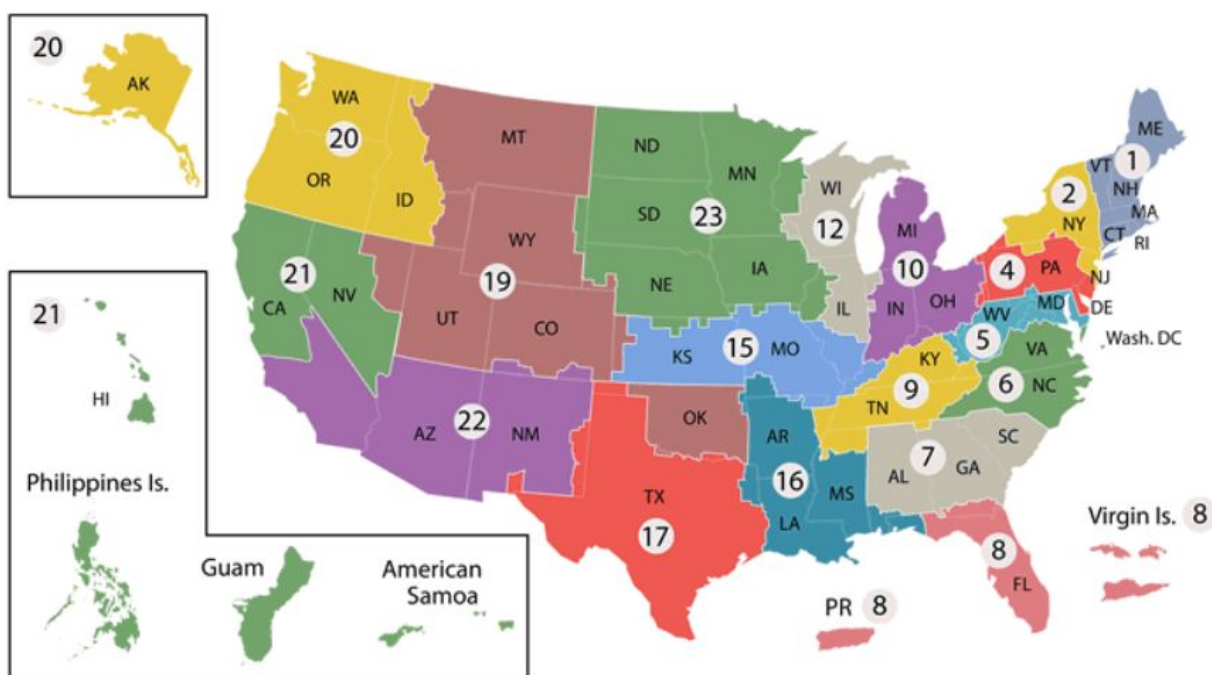 20
AK
WA
20
OR
ID
MT
WY
19
UT
CO
ND
MN
SD
23
NE
IA
WI
12
IL
MI
10
IN
OH
ME
VT
1
NH
MA
CT
RI
2
NY
4
PA
NJ
DE
MD
WV
5
Wash. DC
VA
6
NC
KY
9
TN
21
CA
NV
KS
15
MO
22
AZ
NM
OK
TX
17
AR
16
MS
LA
SC
7
AL
GA
8
FL
Virgin Is. 8
PR 8
21
HI
Philippines Is.
Guam
American
Samoa